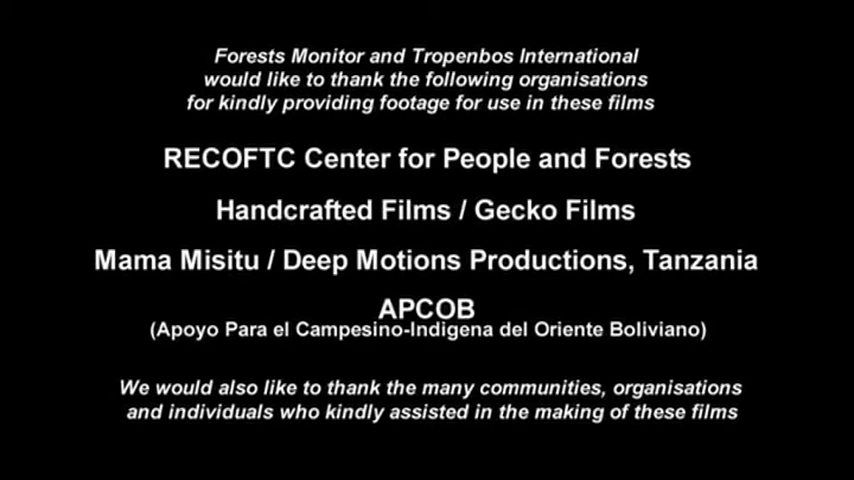 Forests Monitor and Tropenbos International
would like to thank the following organisations
for kindly providing footage for use in these films
RECOFTC Center for People and Forests
Handcrafted Films / Gecko Films
Mama Misitu / Deep Motions Productions, Tanzania
APCOB
(Apoyo Para el Campesino-Indigena del Oriente Boliviano)
We would also like to thank the many communities, organisations
and individuals who kindly assisted in the making of these films